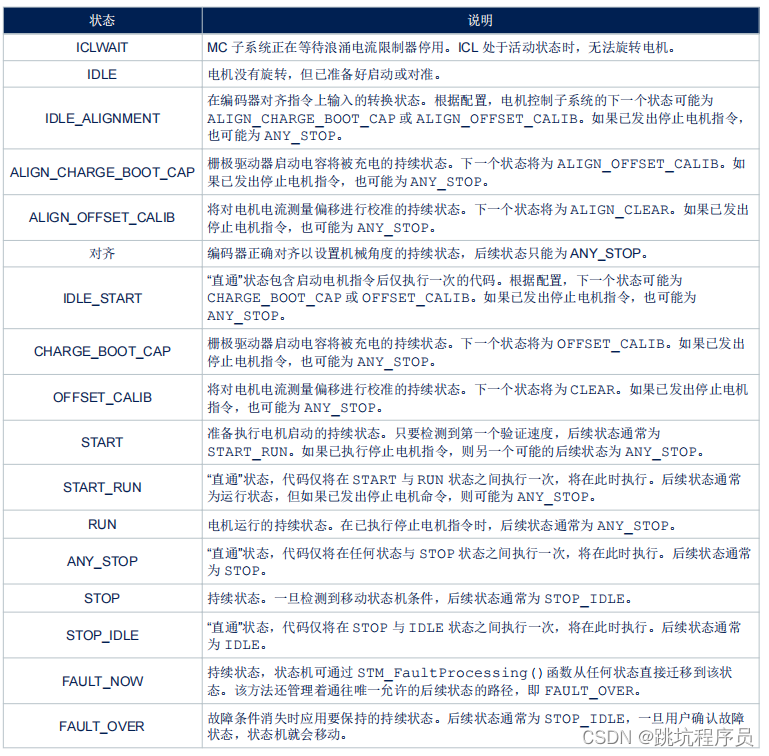 状态 说明
ICLWAIT MC 子系统正在等待浪涌电流限制器停用。ICL 处于活动状态时，无法旋转电机。
IDLE 电机没有旋转，但已准备好启动或对准。
在编码器对齐指令上输入的转换状态。根据配置，电机控制子系统的下一个状态可能为
IDLE_ALIGNMENT ALIGN_CHARGE_BOOT_CAP 或 ALIGN_OFFSET_CALIB。如果已发出停止电机指令，
也可能为 ANY_STOP。
ALIGN_CHARGE_BOOT_CAP 栅极驱动器启动电容将被充电的持续状态。下一个状态将为 ALIGN_OFFSET_CALIB。如
果已发出停止电机指令，也可能为 ANY_STOP。
ALIGN_OFFSET_CALIB 将对电机电流测量偏移进行校准的持续状态。下一个状态将为 ALIGN_CLEAR。如果已发出
停止电机指令，也可能为 ANY_STOP。
对齐 编码器正确对齐以设置机械角度的持续状态，后续状态只能为 ANY_STOP。
“直通”状态包含启动电机指令后仅执行一次的代码。根据配置，下一个状态可能为
IDLE_START CHARGE_BOOT_CAP 或 OFFSET_CALIB。如果已发出停止电机指令，也可能为
ANY_STOP。
CHARGE_BOOT_CAP 栅极驱动器启动电容将被充电的持续状态。下一个状态将为 OFFSET_CALIB。如果已发出
停止电机指令，也可能为 ANY_STOP。
OFFSET_CALIB 将对电机电流测量偏移进行校准的持续状态。下一个状态将为 CLEAR。如果已发出停止电机
指令，也可能为 ANY_STOP。
START 准备执行电机启动的持续状态。只要检测到第一个验证速度，后续状态通常为
START_RUN。如果已执行停止电机指令，则另一个可能的后续状态为 ANY_STOP。
START_RUN “直通”状态，代码仅将在 START 与 RUN 状态之间执行一次，将在此时执行。后续状态通常
为运行状态，但如果已发出停止电机命令，则可能为 ANY_STOP。
RUN 电机运行的持续状态。在已执行停止电机指令时，后续状态通常为 ANY_STOP。
ANY_STOP “直通”状态，代码仅将在任何状态与 STOP 状态之间执行一次，将在此时执行。后续状态通常
为 STOP。
STOP 持续状态。一旦检测到移动状态机条件，后续状态通常为 STOP_IDLE。
STOP_IDLE “直通”状态，代码仅将在 STOP 与 IDLE 状态之间执行一次，将在此时执行。后续状态通常
为 IDLE。
FAULT_NOW 持续状态，状态机可通过 STM_FaultProcessing()函数从任何状态直接迁移到该状
态。该方法还管理着通往唯一允许的后续状态的路径，即 FAULT_OVER。
FAULT_OVER 故障条件消失时应用要保持的持续状态。后续状态通常为 STOP_IDLE，一旦用户确认故障
状态，状态机就会移动。
CSDN @跳坑程序员